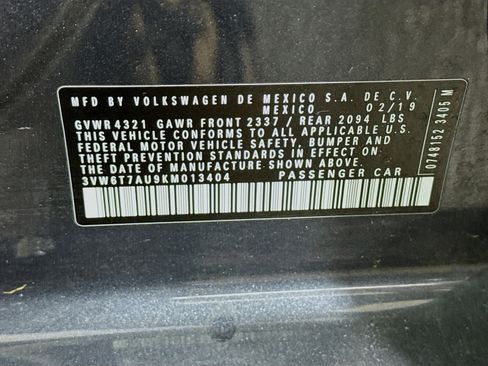 MFD BY VOLKSWAGEN DE MEXICO S.A. DE C.V.
MEXICO 02/19
GVWR4321 GAWR FRONT 2337 / REAR 2094 LBS
THIS VEHICLE CONFORMS TO ALL APPLICABLE U.S.
FEDERAL MOTOR VEHICLE SAFETY, BUMPER AND
THEFT PREVENTION STANDARDS IN EFFECT ON THE
DATE OF MANUFACTURE SHOWN ABOVE.
3VW6T7AU9KM013404 PASSENGER CAR
0748152 3405 M